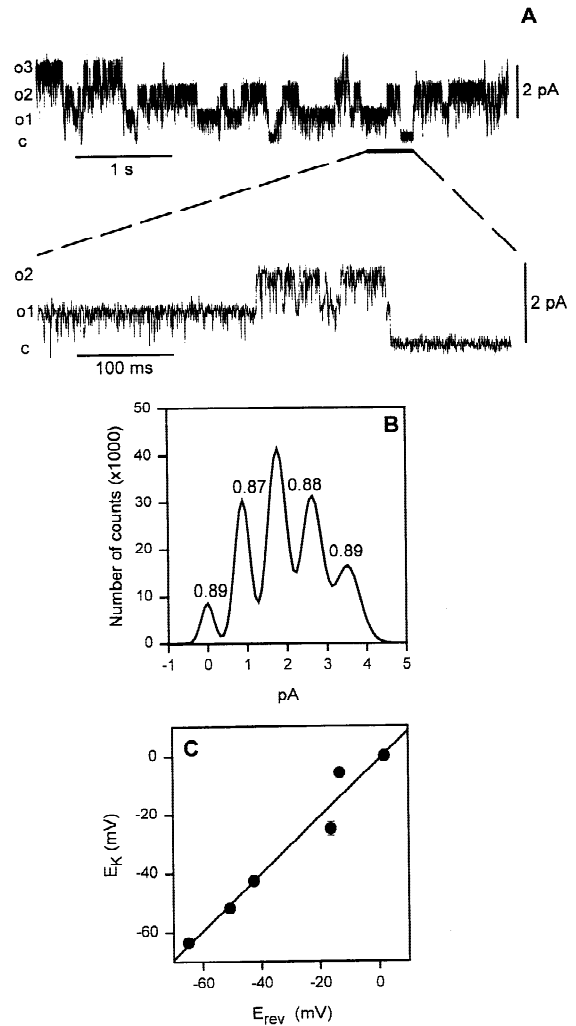 A
o3
o2
o1
c
2 pA
1 s
o2
o1
c
2 pA
100 ms
B
50
40
30
20
10
0
Number of counts (x1000)
0.89
0.87
0.88
0.89
-1 0 1 2 3 4 5
pA
C
0
-20
-40
-60
EK (mV)
-60 -40 -20 0
Erev (mV)